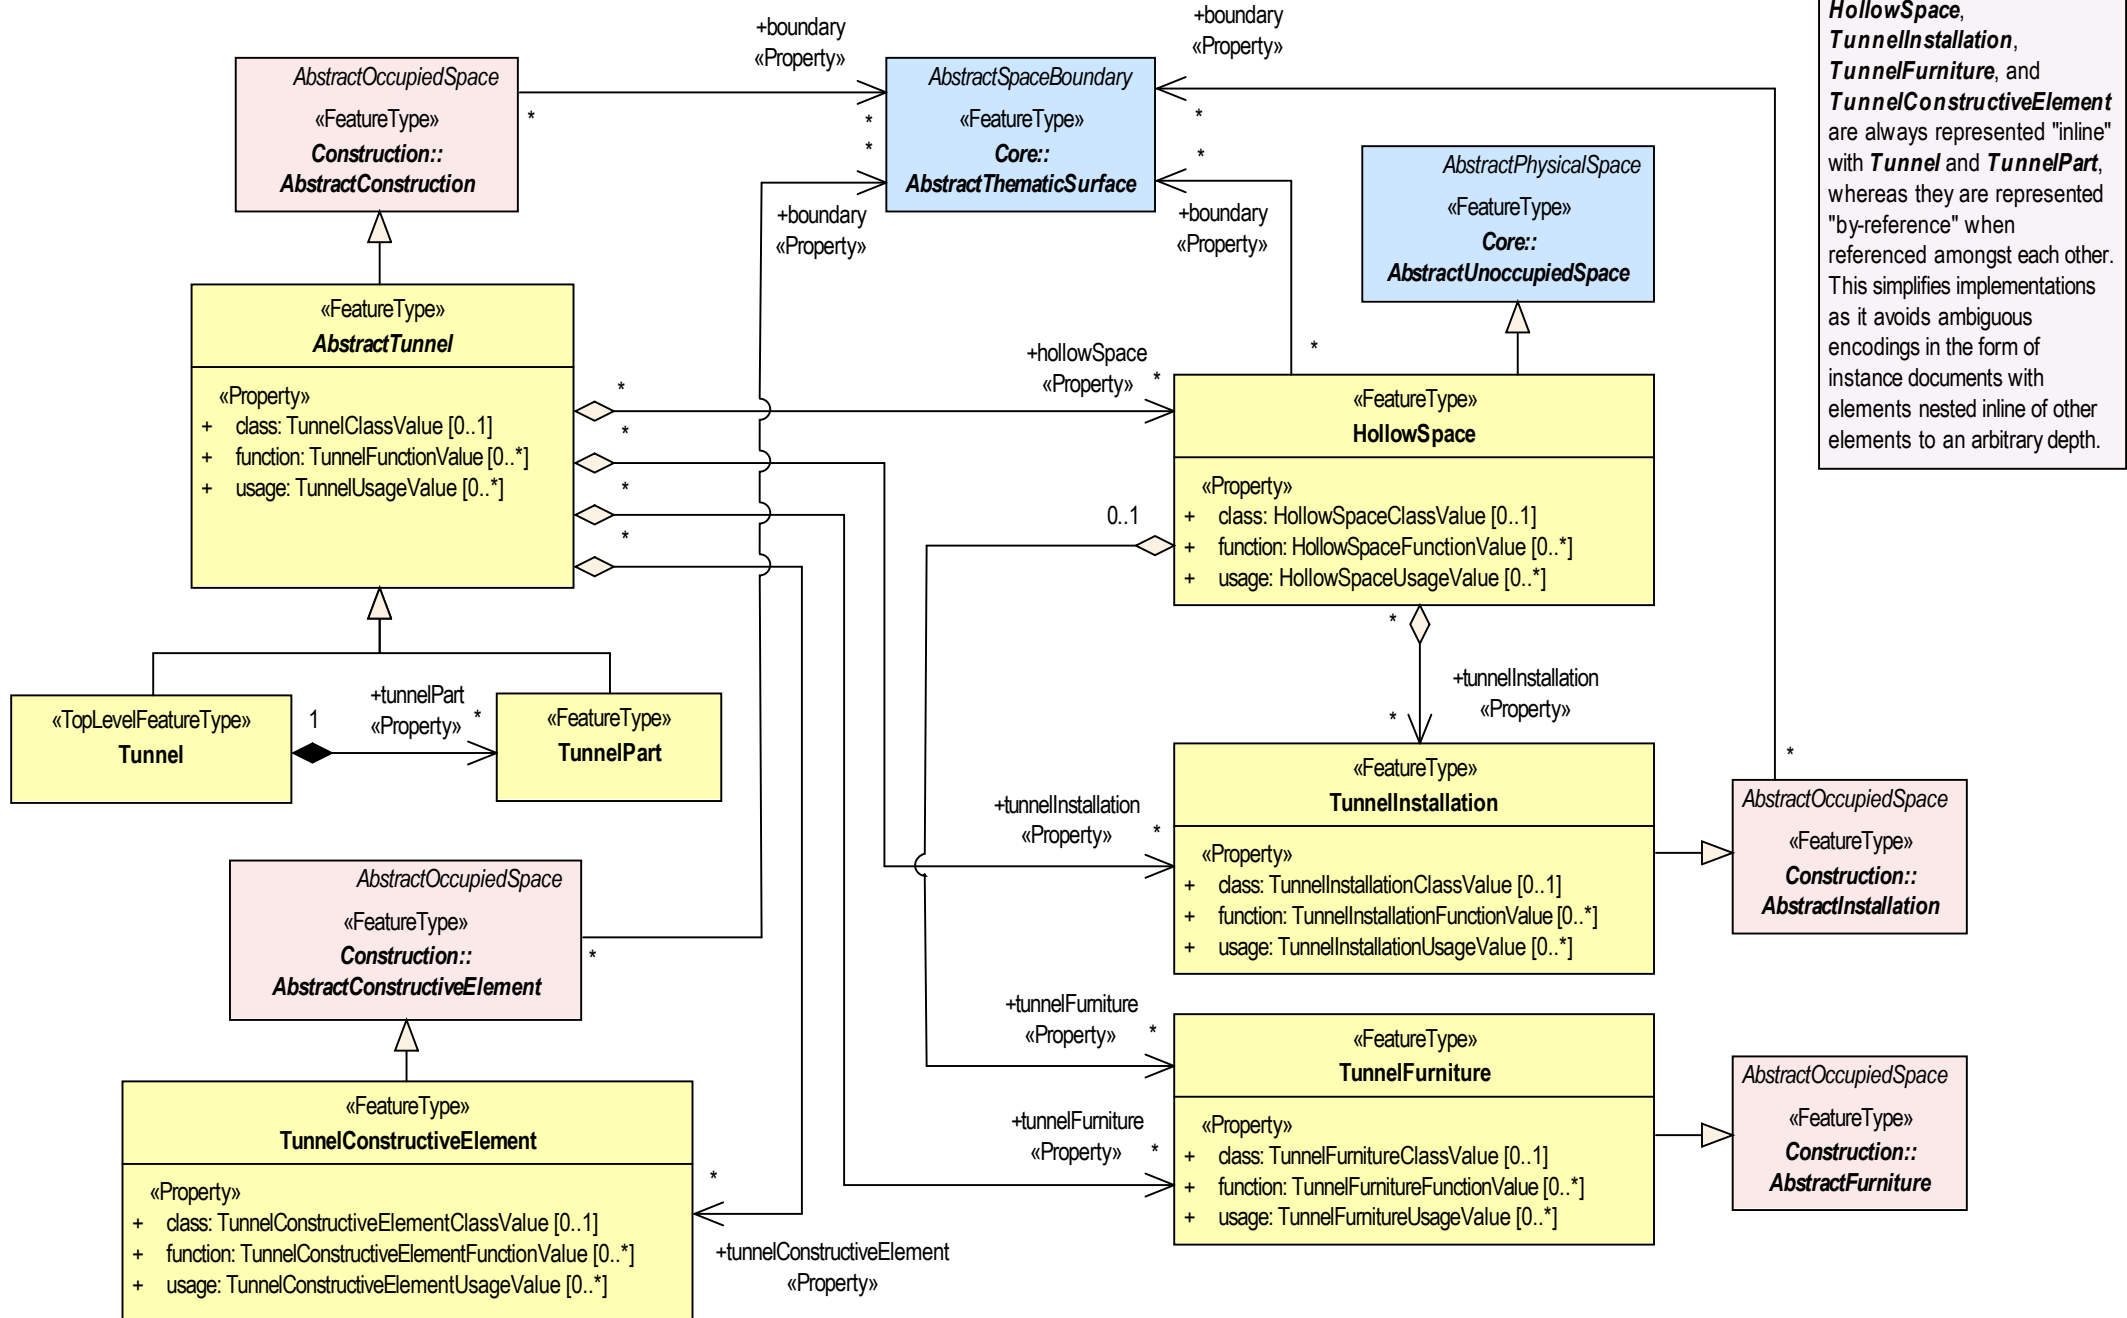 +boundary
«Property»
+boundary
«Property»
HollowSpace,
TunnelInstallation,
TunnelFurniture, and
TunnelConstructiveElement
are always represented "inline"
with Tunnel and TunnelPart,
whereas they are represented
"by-reference" when
referenced amongst each other.
This simplifies implementations
as it avoids ambiguous
encodings in the form of
instance documents with
elements nested inline of other
elements to an arbitrary depth.
AbstractOccupiedSpace
«FeatureType»
Construction::
AbstractConstruction
*
*
*
AbstractSpaceBoundary
«FeatureType»
Core::
AbstractThematicSurface
*
*
+boundary
«Property»
+boundary
«Property»
AbstractPhysicalSpace
«FeatureType»
Core::
AbstractUnoccupiedSpace
«FeatureType»
AbstractTunnel
«Property»
+ class: TunnelClassValue [0..1]
+ function: TunnelFunctionValue [0..*]
+ usage: TunnelUsageValue [0..*]
*
*
*
*
+hollowSpace
«Property»
*
*
«FeatureType»
HollowSpace
«Property»
+ class: HollowSpaceClassValue [0..1]
+ function: HollowSpaceFunctionValue [0..*]
+ usage: HollowSpaceUsageValue [0..*]
0..1
*
+tunnelInstallation
«Property»
*
«TopLevelFeatureType»
Tunnel
1
+tunnelPart
«Property»
*
«FeatureType»
TunnelPart
+tunnelInstallation
«Property»
*
«FeatureType»
TunnelInstallation
«Property»
+ class: TunnelInstallationClassValue [0..1]
+ function: TunnelInstallationFunctionValue [0..*]
+ usage: TunnelInstallationUsageValue [0..*]
*
AbstractOccupiedSpace
«FeatureType»
Construction::
AbstractInstallation
AbstractOccupiedSpace
«FeatureType»
Construction::
AbstractConstructiveElement
*
+tunnelFurniture
«Property»
*
+tunnelFurniture
«Property»
*
«FeatureType»
TunnelFurniture
«Property»
+ class: TunnelFurnitureClassValue [0..1]
+ function: TunnelFurnitureFunctionValue [0..*]
+ usage: TunnelFurnitureUsageValue [0..*]
AbstractOccupiedSpace
«FeatureType»
Construction::
AbstractFurniture
«FeatureType»
TunnelConstructiveElement
«Property»
+ class: TunnelConstructiveElementClassValue [0..1]
+ function: TunnelConstructiveElementFunctionValue [0..*]
+ usage: TunnelConstructiveElementUsageValue [0..*]
*
+tunnelConstructiveElement
«Property»